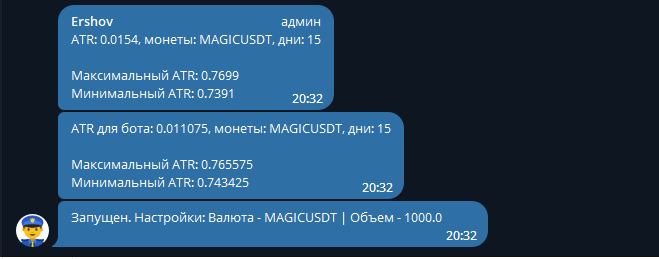 Ershov админ
ATR: 0.0154, монеты: MAGICUSDT, дни: 15
Максимальный ATR: 0.7699
Минимальный ATR: 0.7391
20:32
ATR для бота: 0.011075, монеты: MAGICUSDT, дни: 15
Максимальный ATR: 0.765575
Минимальный ATR: 0.743425
20:32
Запущен. Настройки: Валюта - MAGICUSDT | Объем - 1000.0
20:32